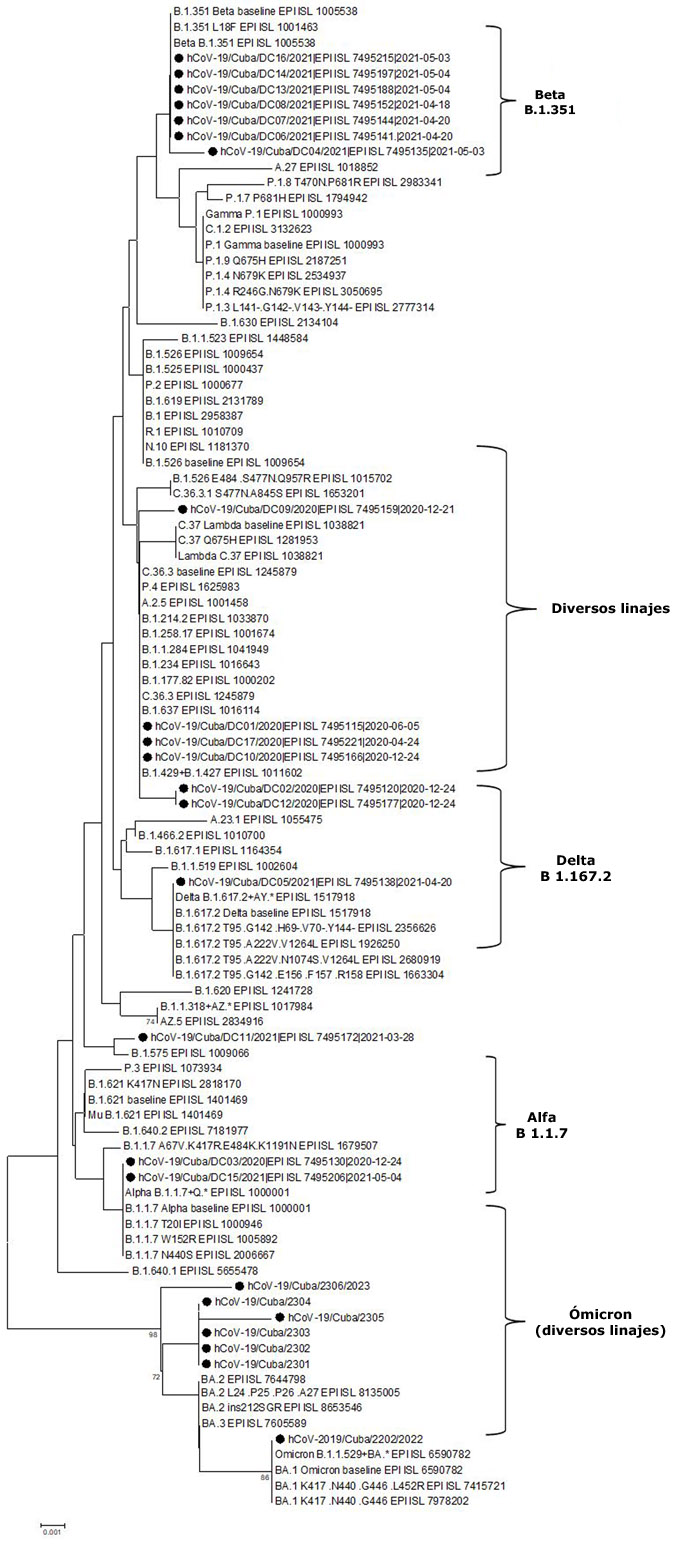 B.1.351 Beta baseline EPI ISL 1005538
B.1.351 L18F EPI ISL 1001463
Beta B.1.351 EPI ISL 1005538
hCoV-19/Cuba/DC16/2021|EPI ISL 7495215|2021-05-03
hCoV-19/Cuba/DC14/2021|EPI ISL 7495197|2021-05-04
hCoV-19/Cuba/DC13/2021|EPI ISL 7495188|2021-05-04
hCoV-19/Cuba/DC08/2021|EPI ISL 7495152|2021-04-18
hCoV-19/Cuba/DC07/2021|EPI ISL 7495144|2021-04-20
hCoV-19/Cuba/DC06/2021|EPI ISL 7495141.|2021-04-20
hCoV-19/Cuba/DC04/2021|EPI ISL 7495135|2021-05-03
Beta
B.1.351
A.27 EPI ISL 1018852
P.1.8 T470N.P681R EPI ISL 2983341
P.1.7 P681H EPI ISL 1794942
Gamma P.1 EPI ISL 1000993
C.1.2 EPI ISL 3132623
P.1 Gamma baseline EPI ISL 1000993
P.1.9 Q675H EPI ISL 2187251
P.1.4 N679K EPI ISL 2534937
P.1.4 R246G.N679K EPI ISL 3050695
P.1.3 L141-.G142-.V143-.Y144- EPI ISL 2777314
B.1.630 EPI ISL 2134104
B.1.1.523 EPI ISL 1448584
B.1.526 EPI ISL 1009654
B.1.525 EPI ISL 1000437
P.2 EPI ISL 1000677
B.1.619 EPI ISL 2131789
B.1 EPI ISL 2958387
R.1 EPI ISL 1010709
N.10 EPI ISL 1181370
B.1.526 baseline EPI ISL 1009654
B.1.526 E484 .S477N.Q957R EPI ISL 1015702
C.36.3.1 S477N.A845S EPI ISL 1653201
hCoV-19/Cuba/DC09/2020|EPI ISL 7495159|2020-12-21
C.37 Lambda baseline EPI ISL 1038821
C.37 Q675H EPI ISL 1281953
Lambda C.37 EPI ISL 1038821
C.36.3 baseline EPI ISL 1245879
P.4 EPI ISL 1625983
A.2.5 EPI ISL 1001458
Diversos linajes
B.1.214.2 EPI ISL 1033870
B.1.258.17 EPI ISL 1001674
B.1.1.284 EPI ISL 1041949
B.1.234 EPI ISL 1016643
B.1.177.82 EPI ISL 1000202
C.36.3 EPI ISL 1245879
B.1.637 EPI ISL 1016114
hCoV-19/Cuba/DC01/2020|EPI ISL 7495115|2020-06-05
hCoV-19/Cuba/DC17/2020|EPI ISL 7495221|2020-04-24
hCoV-19/Cuba/DC10/2020|EPI ISL 7495166|2020-12-24
B.1.429+B.1.427 EPI ISL 1011602
hCoV-19/Cuba/DC02/2020|EPI ISL 7495120|2020-12-24
hCoV-19/Cuba/DC12/2020|EPI ISL 7495177|2020-12-24
A.23.1 EPI ISL 1055475
B.1.466.2 EPI ISL 1010700
B.1.617.1 EPI ISL 1164354
B.1.1.519 EPI ISL 1002604
Delta
B 1.167.2
hCoV-19/Cuba/DC05/2021|EPI ISL 7495138|2021-04-20
Delta B.1.617.2+AY.* EPI ISL 1517918
B.1.617.2 Delta baseline EPI ISL 1517918
B.1.617.2 T95 .G142 .H69-.V70-.Y144- EPI ISL 2356626
B.1.617.2 T95 .A222V.V1264L EPI ISL 1926250
B.1.617.2 T95 .A222V.N1074S.V1264L EPI ISL 2680919
B.1.617.2 T95 .G142 .E156 .F157 .R158 EPI ISL 1663304
B.1.620 EPI ISL 1241728
B.1.1.318+AZ.* EPI ISL 1017984
74
AZ.5 EPI ISL 2834916
hCoV-19/Cuba/DC11/2021|EPI ISL 7495172|2021-03-28
B.1.575 EPI ISL 1009066
P.3 EPI ISL 1073934
B.1.621 K417N EPI ISL 2818170
B.1.621 baseline EPI ISL 1401469
Mu B.1.621 EPI ISL 1401469
B.1.640.2 EPI ISL 7181977
Alfa
B 1.1.7
B.1.1.7 A67V.K417R.E484K.K1191N EPI ISL 1679507
hCoV-19/Cuba/DC03/2020|EPI ISL 7495130|2020-12-24
hCoV-19/Cuba/DC15/2021|EPI ISL 7495206|2021-05-04
Alpha B.1.1.7+Q.* EPI ISL 1000001
B.1.1.7 Alpha baseline EPI ISL 1000001
B.1.1.7 T20I EPI ISL 1000946
B.1.1.7 W152R EPI ISL 1005892
B.1.1.7 N440S EPI ISL 2006667
B.1.640.1 EPI ISL 5655478
hCoV-19/Cuba/2306/2023
hCoV-19/Cuba/2304
hCoV-19/Cuba/2305
98
hCoV-19/Cuba/2303
hCoV-19/Cuba/2302
hCoV-19/Cuba/2301
Ómicron
(diversos linajes)
72
BA.2 EPI ISL 7644798
BA.2 L24 .P25 .P26 .A27 EPI ISL 8135005
BA.2 ins212SGR EPI ISL 8653546
BA.3 EPI ISL 7605589
hCoV-2019/Cuba/2202/2022
Omicron B.1.1.529+BA.* EPI ISL 6590782
BA.1 Omicron baseline EPI ISL 6590782
86
BA.1 K417 .N440 .G446 .L452R EPI ISL 7415721
BA.1 K417 .N440 .G446 EPI ISL 7978202
0.001